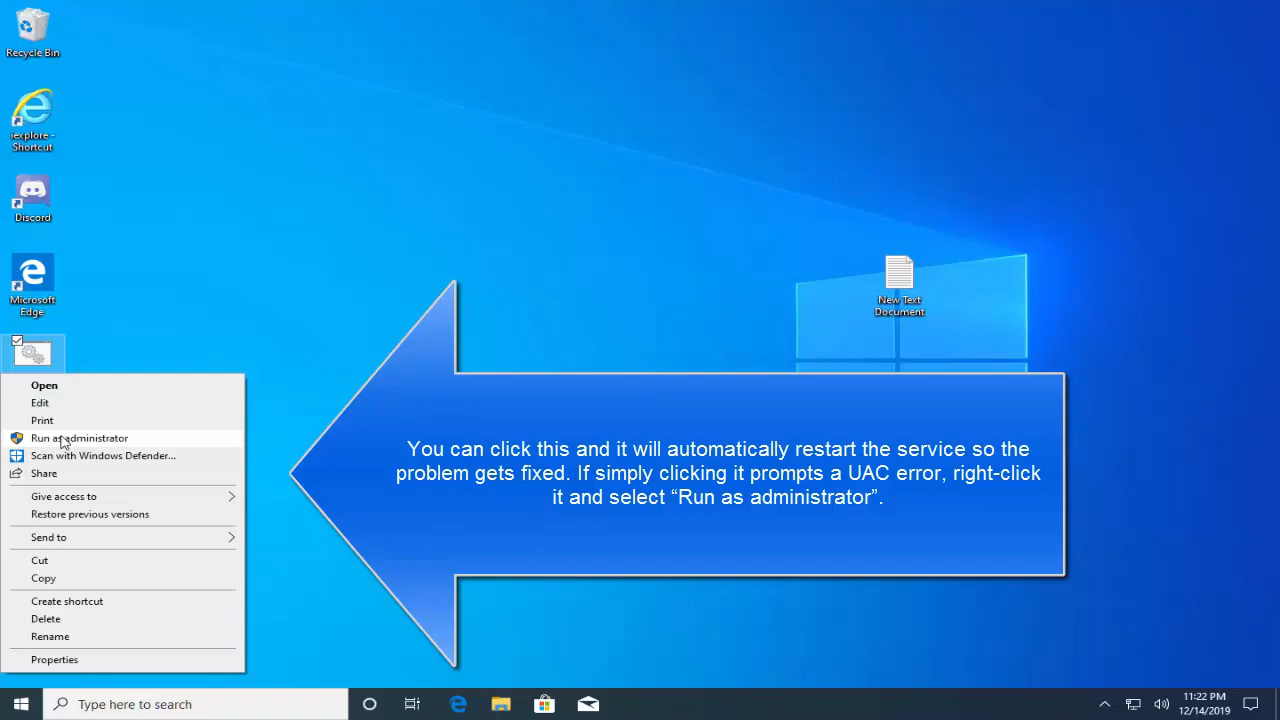 Recycle Bin
iexplore -
Shortcut
Discord
Microsoft
Edge
New Text
Document
Open
Edit
Print
Run as administrator
Scan with Windows Defender...
Share
Give access to
Restore previous versions
Send to
Cut
Copy
Create shortcut
Delete
Rename
Properties
You can click this and it will automatically restart the service so the
problem gets fixed. If simply clicking it prompts a UAC error, right-click
it and select “Run as administrator”.
Type here to search
11:22 PM
12/14/2019